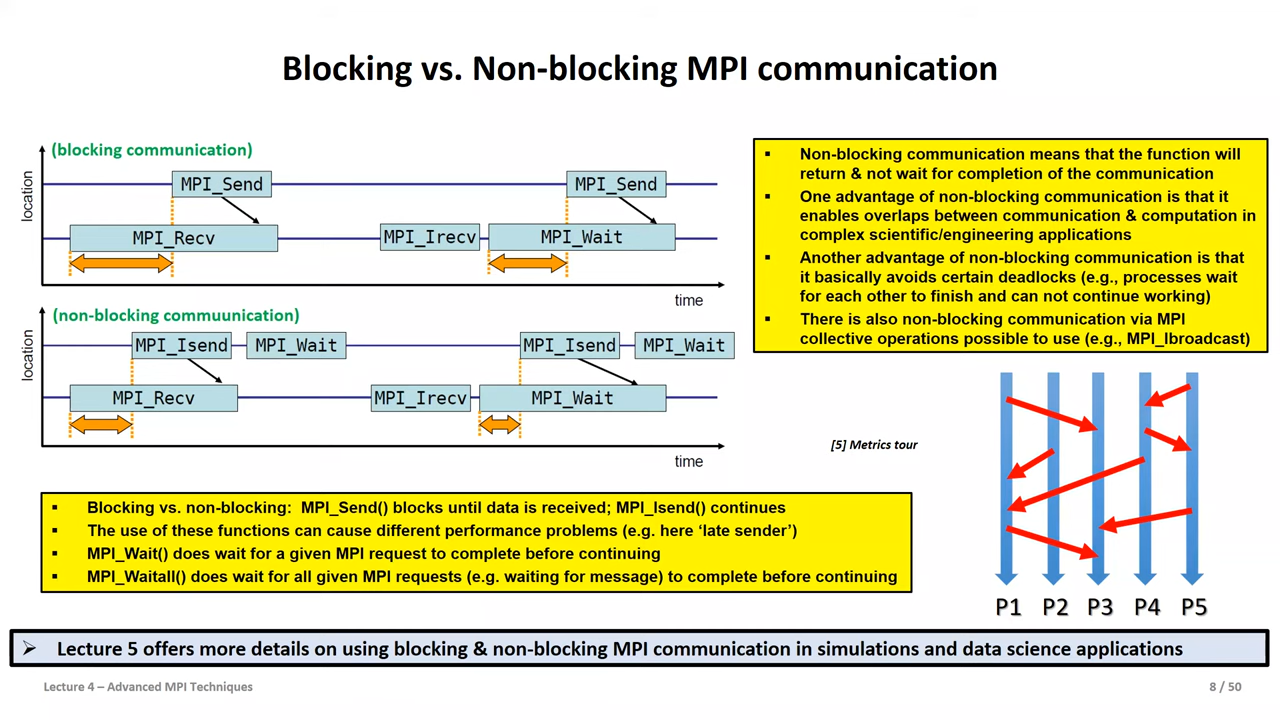 Blocking vs. Non-blocking MPI communication
(blocking communication)
location
MPI_Send
MPI_Send
MPI_Recv
MPI_Irecv
MPI_Wait
time
(non-blocking commuunication)
location
MPI_Isend
MPI_Wait
MPI_Isend
MPI_Wait
MPI_Recv
MPI_Irecv
MPI_Wait
time
▪ Non-blocking communication means that the function will
return & not wait for completion of the communication
▪ One advantage of non-blocking communication is that it
enables overlaps between communication & computation in
complex scientific/engineering applications
▪ Another advantage of non-blocking communication is that
it basically avoids certain deadlocks (e.g., processes wait
for each other to finish and can not continue working)
▪ There is also non-blocking communication via MPI
collective operations possible to use (e.g., MPI_Ibroadcast)
[5] Metrics tour
P1 P2 P3 P4 P5
▪ Blocking vs. non-blocking: MPI_Send() blocks until data is received; MPI_Isend() continues
▪ The use of these functions can cause different performance problems (e.g. here ‘late sender’)
▪ MPI_Wait() does wait for a given MPI request to complete before continuing
▪ MPI_Waitall() does wait for all given MPI requests (e.g. waiting for message) to complete before continuing
➢ Lecture 5 offers more details on using blocking & non-blocking MPI communication in simulations and data science applications
Lecture 4 – Advanced MPI Techniques
8 / 50